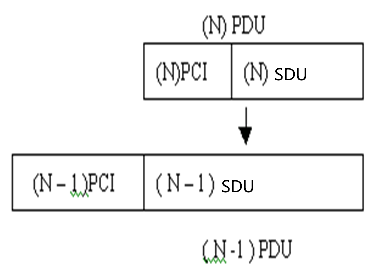 (N) PDU
(N)PCI (N) SDU
(N-1)PCI (N-1) SDU
(N-1) PDU